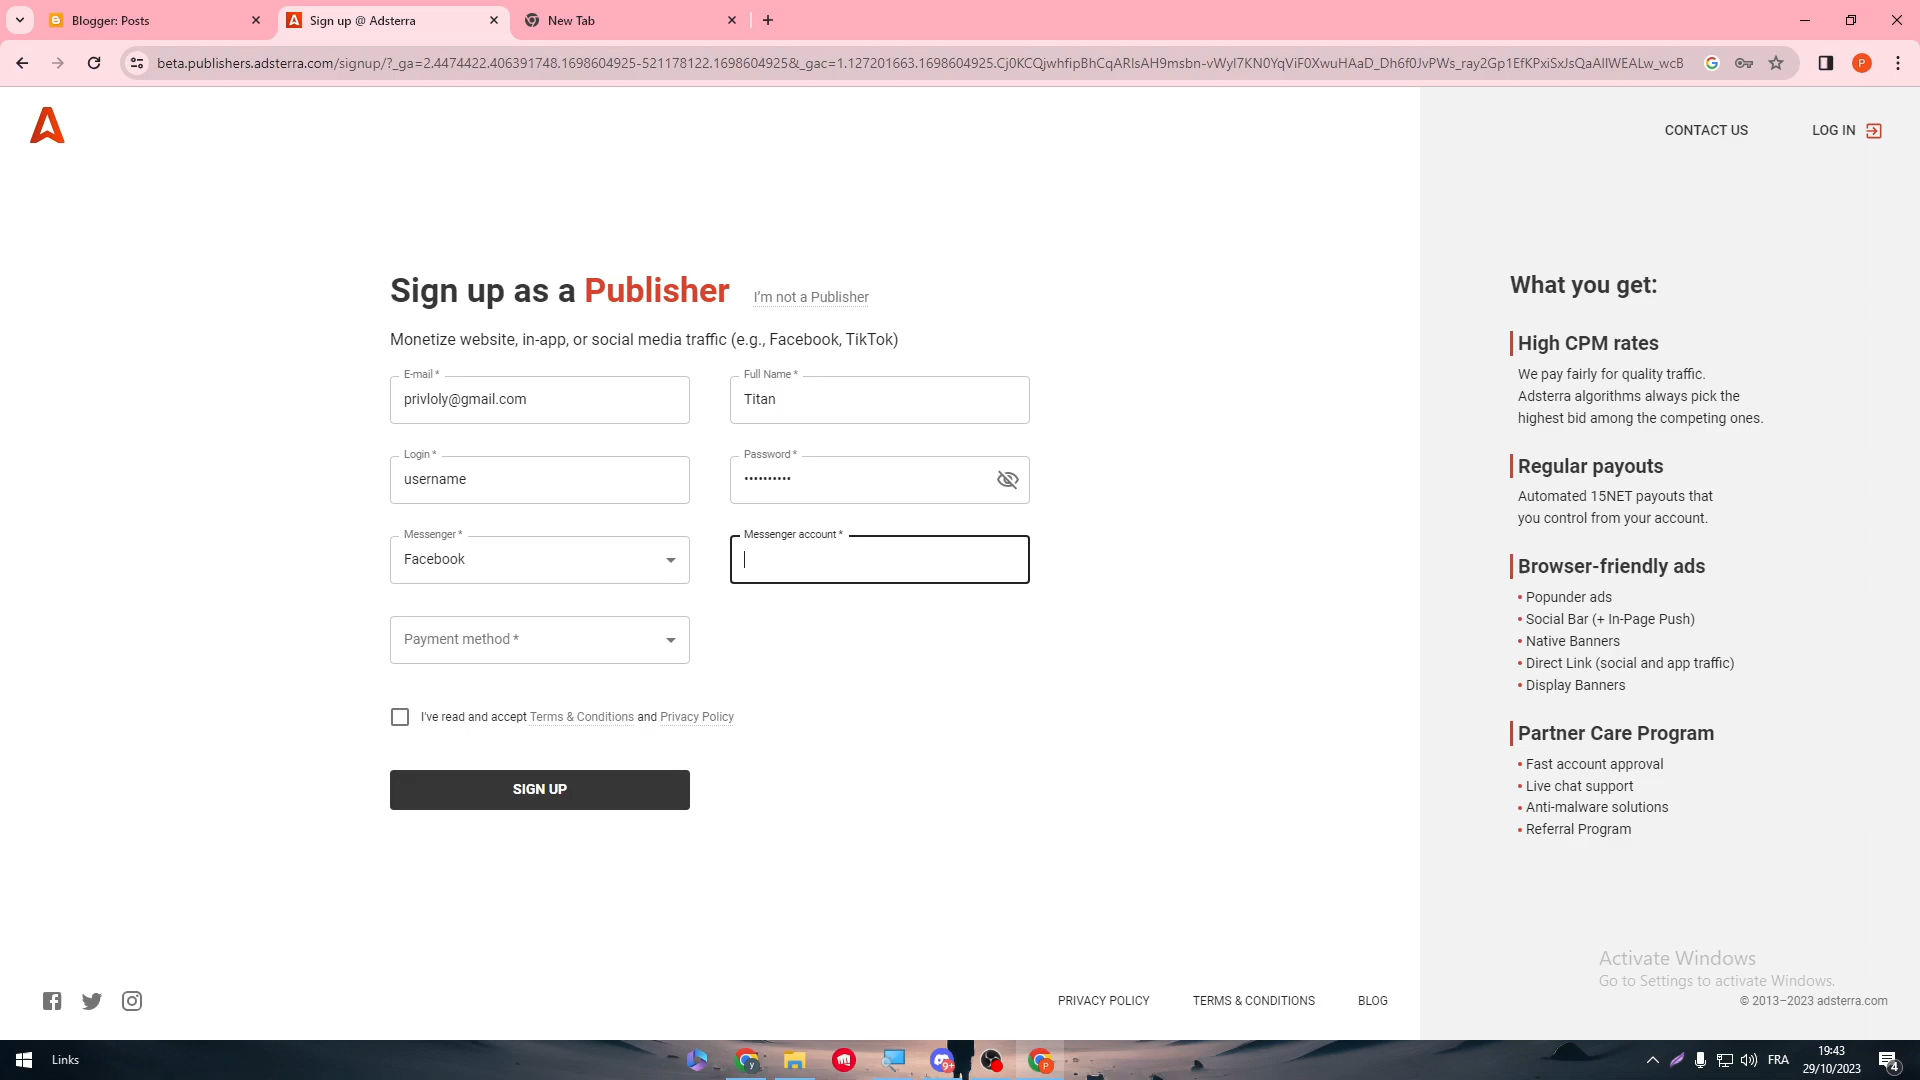 Blogger: Posts
Sign up @ Adsterra
New Tab
beta.publishers.adsterra.com/signup/?_ga=2.4474422.406391748.1698604925-521178122.1698604925&_gac=1.127201663.1698604925.Cj0KCQjwhfipBhCqARIsAH9msbn-vWyI7KN0YqViF0XwuHAaD_Dh6f0JvPWs_ray2Gp1EfKPxiSxJsQaAlIWEALw_wcB
P
CONTACT US
LOG IN
Sign up as a Publisher
I'm not a Publisher
Monetize website, in-app, or social media traffic (e.g., Facebook, TikTok)
E-mail *
privloly@gmail.com
Full Name *
Titan
Login *
username
Password *
••••••••••
Messenger *
Facebook
Messenger account *
Payment method *
I've read and accept Terms & Conditions and Privacy Policy
SIGN UP
What you get:
High CPM rates
We pay fairly for quality traffic.
Adsterra algorithms always pick the
highest bid among the competing ones.
Regular payouts
Automated 15NET payouts that
you control from your account.
Browser-friendly ads
• Popunder ads
• Social Bar (+ In-Page Push)
• Native Banners
• Direct Link (social and app traffic)
• Display Banners
Partner Care Program
• Fast account approval
• Live chat support
• Anti-malware solutions
• Referral Program
Activate Windows
Go to Settings to activate Windows.
PRIVACY POLICY
TERMS & CONDITIONS
BLOG
© 2013–2023 adsterra.com
Links
9+
FRA
19:43
29/10/2023
4